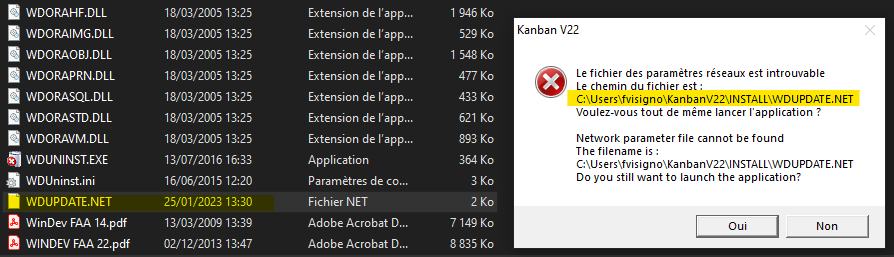 WDORAHF.DLL 18/03/2005 13:25 Extension de l'app... 1 946 Ko
WDORAIMG.DLL 18/03/2005 13:25 Extension de l'app... 629 Ko
WDORAOBJ.DLL 18/03/2005 13:25 Extension de l'app... 1 548 Ko
WDORAPRN.DLL 18/03/2005 13:25 Extension de l'app... 477 Ko
WDORASQL.DLL 18/03/2005 13:25 Extension de l'app... 433 Ko
WDORASTD.DLL 18/03/2005 13:25 Extension de l'app... 621 Ko
WDORAVM.DLL 18/03/2005 13:25 Extension de l'app... 893 Ko
WDUNINST.EXE 13/07/2016 16:33 Application 364 Ko
WDUninst.ini 16/06/2015 12:20 Paramètres de co... 3 Ko
WDUPDATE.NET 25/01/2023 13:30 Fichier NET 2 Ko
WinDev FAA 14.pdf 13/03/2009 13:39 Adobe Acrobat D... 7 149 Ko
WINDEV FAA 22.pdf 02/12/2013 13:47 Adobe Acrobat D... 8 835 Ko
Kanban V22
Le fichier des paramètres réseaux est introuvable
Le chemin du fichier est :
C:\Users\fvisigno\KanbanV22\INSTALL\WDUPDATE.NET
Voulez-vous tout de même lancer l'application ?
Network parameter file cannot be found
The filename is :
C:\Users\fvisigno\KanbanV22\INSTALL\WDUPDATE.NET
Do you still want to launch the application?
Oui
Non